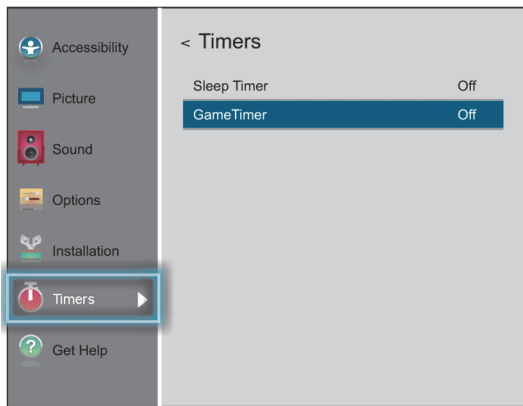 Accessibility
Picture
Sound
Options
Installation
Timers
Get Help
< Timers
Sleep Timer Off
GameTimer Off